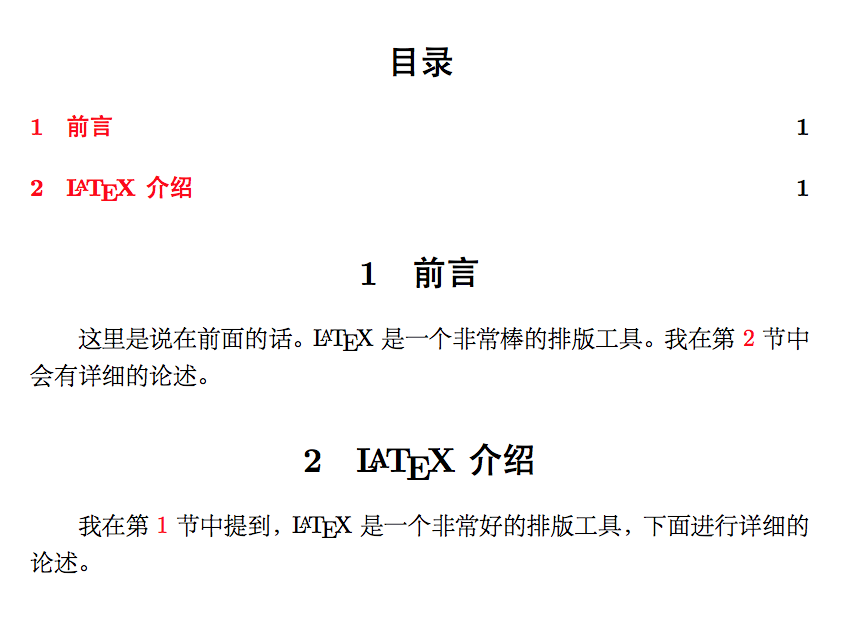 目录
1 前言 1
2 LATEX 介绍 1
1 前言
这里是说在前面的话。LATEX 是一个非常棒的排版工具。我在第 2 节中
会有详细的论述。
2 LATEX 介绍
我在第 1 节中提到，LATEX 是一个非常好的排版工具，下面进行详细的
论述。